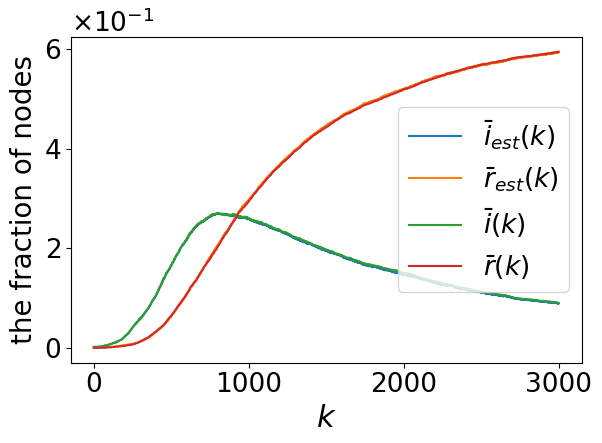 ×10⁻¹
the fraction of nodes
6
4
2
0
0 1000 2000 3000
k
ī_est(k)
r̄_est(k)
ī(k)
r̄(k)